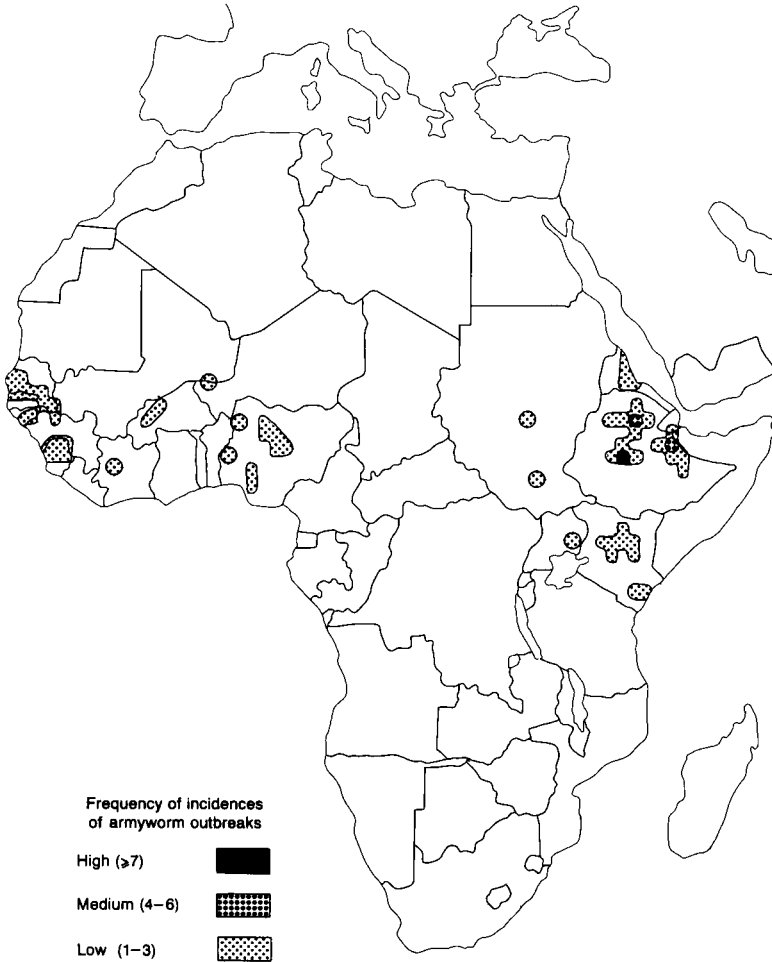 Frequency of incidences
of armyworm outbreaks
High (⩾7)
Medium (4–6)
Low (1–3)